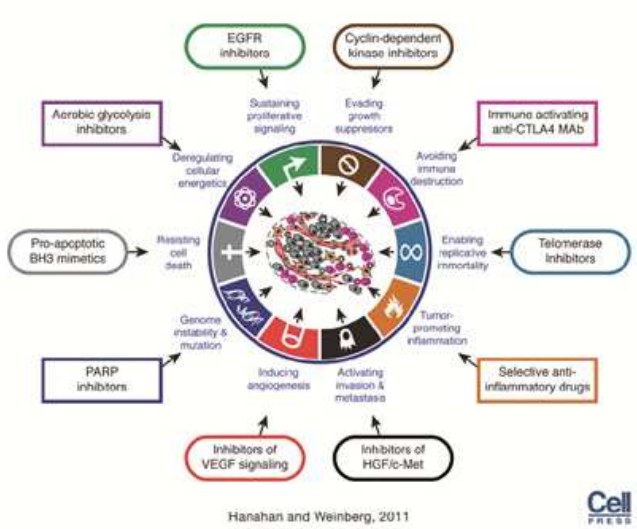 EGFR
inhibitors
Cyclin-dependent
kinase inhibitors
Sustaining
proliferative
signaling
Evading
growth
suppressors
Aerobic glycolysis
inhibitors
Immune activating
anti-CTLA4 MAb
Deregulating
cellular
energetics
Avoiding
immune
destruction
Pro-apoptotic
BH3 mimetics
Resisting
cell
death
Enabling
replicative
immortality
Telomerase
Inhibitors
Genome
instability &
mutation
Tumor-
promoting
inflammation
PARP
inhibitors
Inducing
angiogenesis
Activating
invasion &
metastasis
Selective anti-
inflammatory drugs
Inhibitors of
VEGF signaling
Inhibitors of
HGF/c-Met
Hanahan and Weinberg, 2011
Cell
PRESS